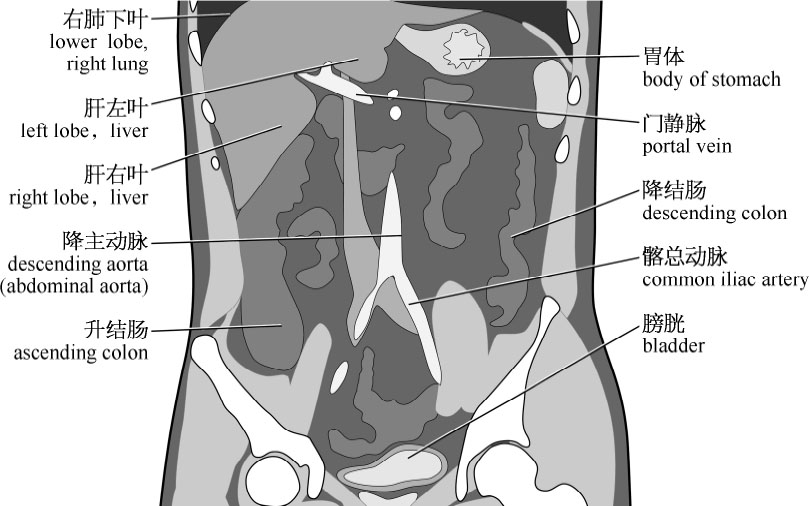 右肺下叶
lower lobe,
right lung
肝左叶
left lobe, liver
肝右叶
right lobe, liver
降主动脉
descending aorta
(abdominal aorta)
升结肠
ascending colon
胃体
body of stomach
门静脉
portal vein
降结肠
descending colon
髂总动脉
common iliac artery
膀胱
bladder